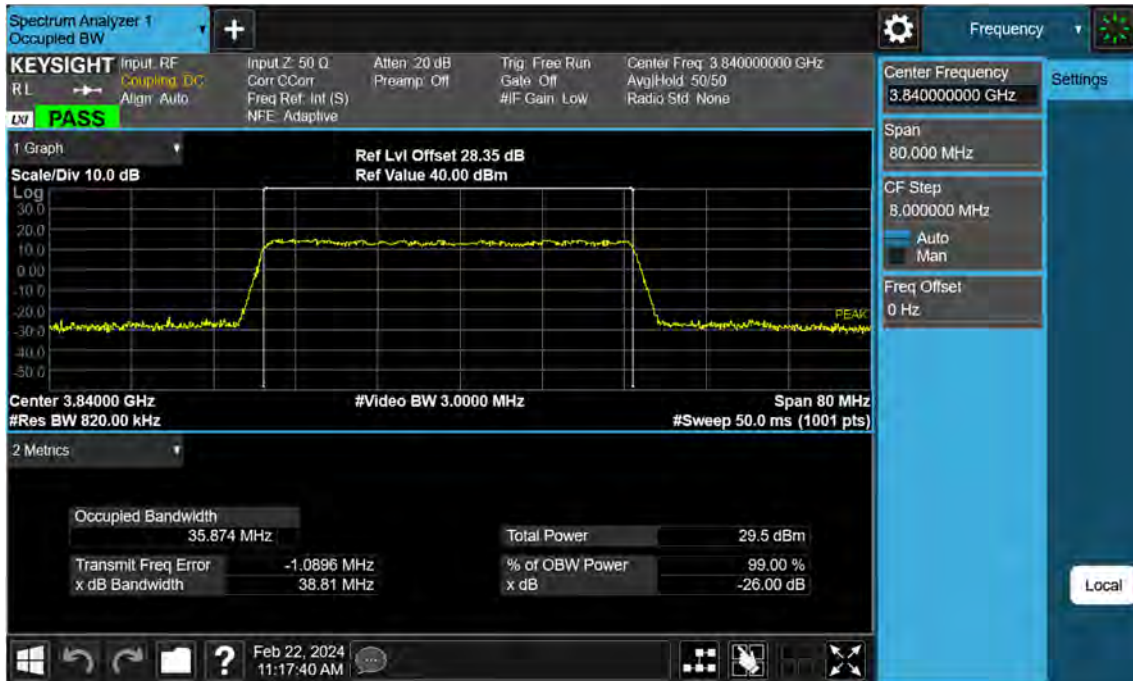 Spectrum Analyzer 1
Occupied BW
+
Frequency
KEYSIGHT Input: RF Input Z: 50 Ω Atten: 20 dB Trig: Free Run Center Freq: 3.840000000 GHz
RL Coupling: DC Corr CCorr Preamp: Off Gate: Off Avg|Hold: 50/50
Align: Auto Freq Ref: Int (S) #IF Gain: Low Radio Std: None
LXI PASS NFE: Adaptive
Center Frequency
3.840000000 GHz
Settings
Span
80.000 MHz
CF Step
8.000000 MHz
Auto
Man
Freq Offset
0 Hz
1 Graph
Ref Lvl Offset 28.35 dB
Scale/Div 10.0 dB Ref Value 40.00 dBm
Log
30.0
20.0
10.0
0.00
-10.0
-20.0
PEAK
-30.0
-40.0
-50.0
Center 3.84000 GHz #Video BW 3.0000 MHz Span 80 MHz
#Res BW 820.00 kHz #Sweep 50.0 ms (1001 pts)
2 Metrics
Occupied Bandwidth
35.874 MHz Total Power 29.5 dBm
Transmit Freq Error -1.0896 MHz % of OBW Power 99.00 %
x dB Bandwidth 38.81 MHz x dB -26.00 dB
Local
? Feb 22, 2024
11:17:40 AM